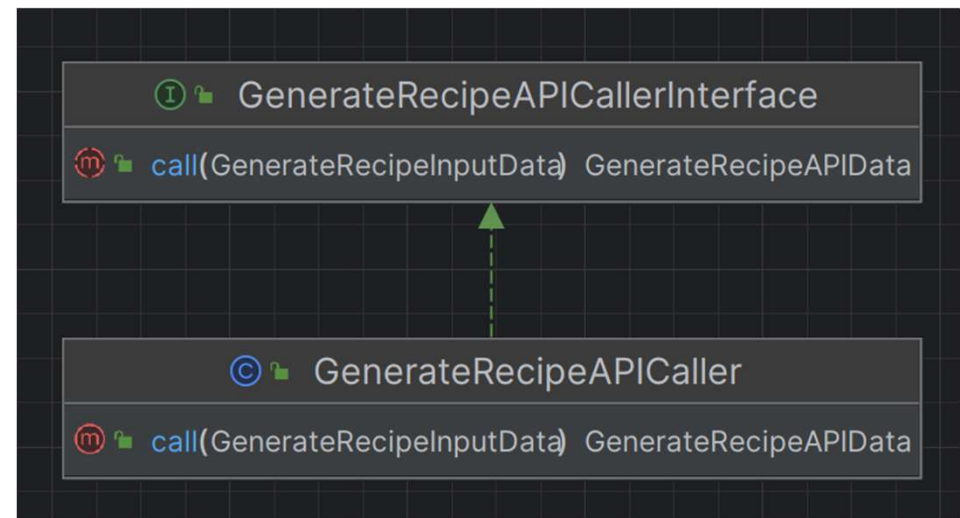 I GenerateRecipeAPICallerInterface
m call(GenerateRecipeInputData) GenerateRecipeAPIData
C GenerateRecipeAPICaller
m call(GenerateRecipeInputData) GenerateRecipeAPIData